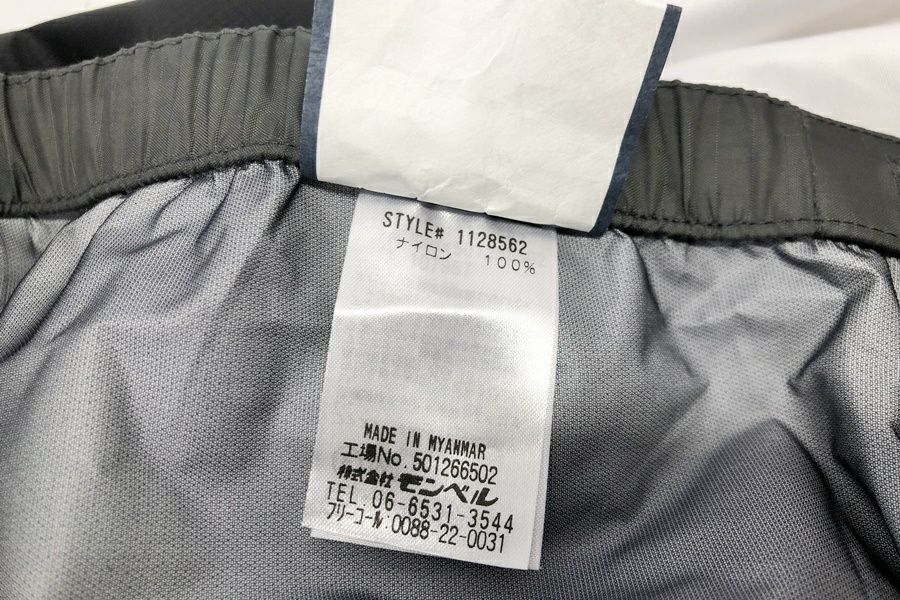 STYLE# 1128562
ナイロン 100%
MADE IN MYANMAR
工場No.501266502
株式会社 モンベル
TEL. 06-6531-3544
フリーコール:0088-22-0031